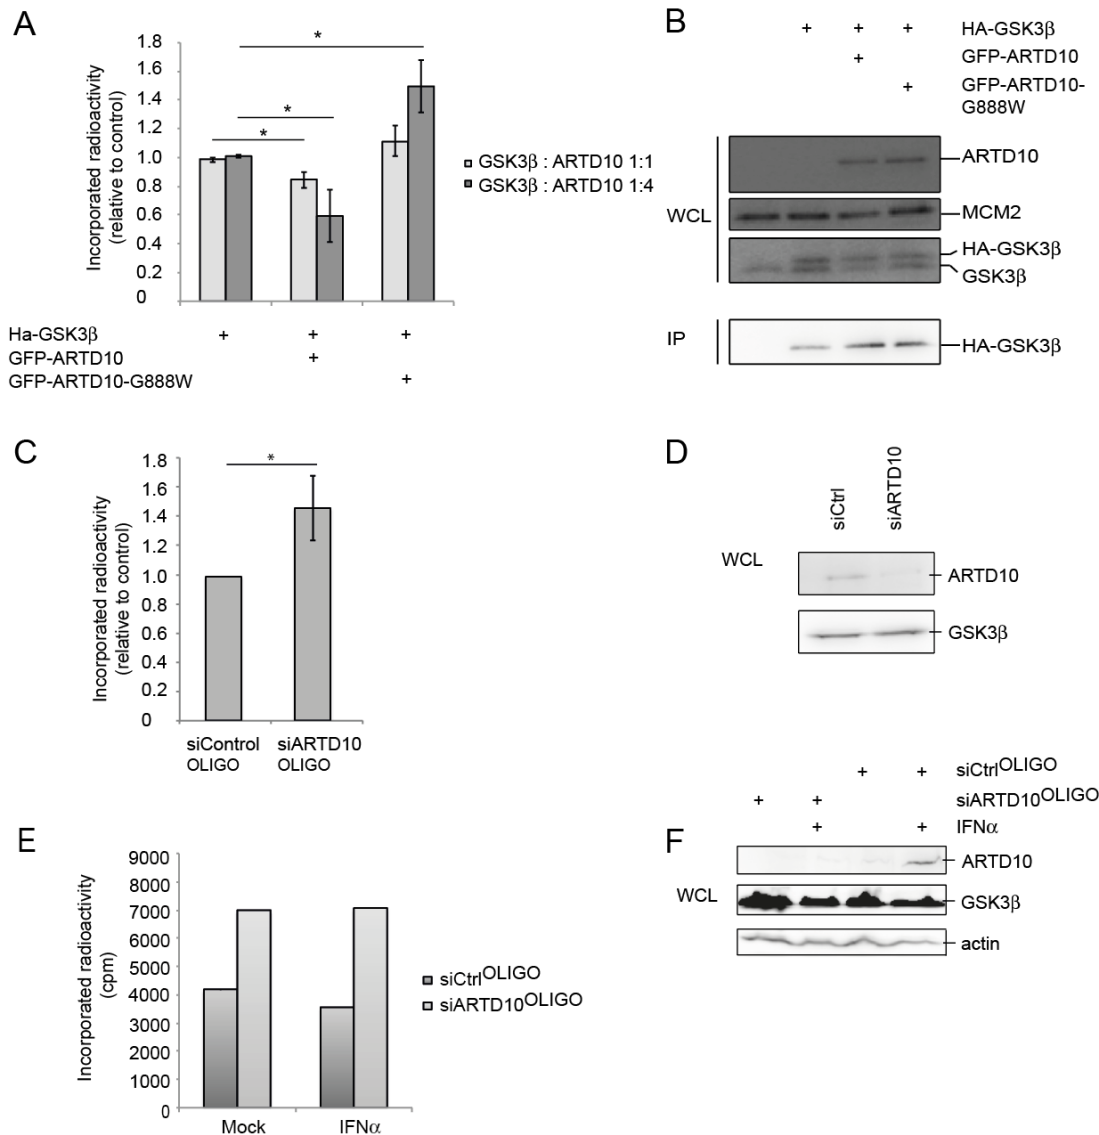 A
Incorporated radioactivity
(relative to control)
1.8
1.6
1.4
1.2
1.0
0.8
0.6
0.4
0.2
0
*
*
*
GSK3β : ARTD10 1:1
GSK3β : ARTD10 1:4
Ha-GSK3β + + +
GFP-ARTD10 +
GFP-ARTD10-G888W +
B
+ + + HA-GSK3β
+ GFP-ARTD10
+ GFP-ARTD10-
G888W
WCL
ARTD10
MCM2
HA-GSK3β
GSK3β
IP
HA-GSK3β
C
Incorporated radioactivity
(relative to control)
1.8
1.6
1.4
1.2
1.0
0.8
0.6
0.4
0.2
0
*
siControl siARTD10
OLIGO OLIGO
D
siCtrl
siARTD10
WCL
ARTD10
GSK3β
E
Incorporated radioactivity
(cpm)
9000
8000
7000
6000
5000
4000
3000
2000
1000
0
Mock IFNα
siCtrlOLIGO
siARTD10OLIGO
F
+ + siCtrlOLIGO
+ + siARTD10OLIGO
+ + IFNα
WCL
ARTD10
GSK3β
actin